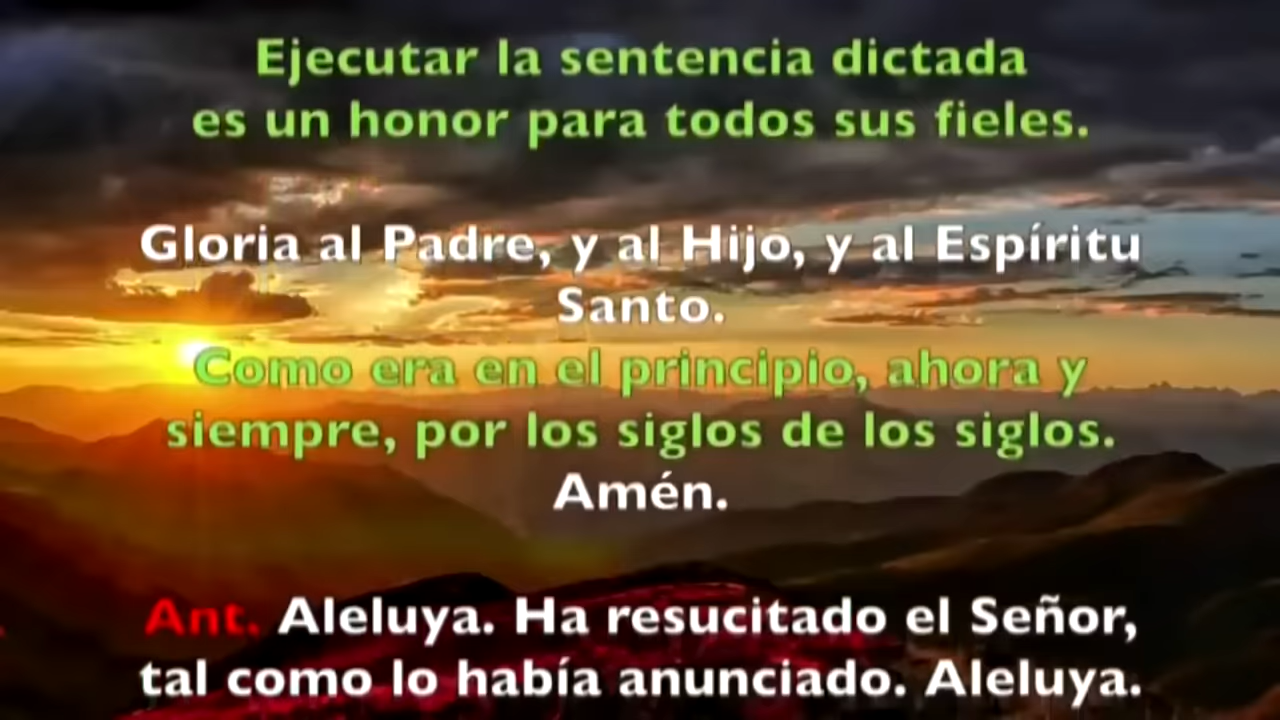 Ejecutar la sentencia dictada
es un honor para todos sus fieles.
Gloria al Padre, y al Hijo, y al Espíritu
Santo.
Como era en el principio, ahora y
siempre, por los siglos de los siglos.
Amén.
Ant. Aleluya. Ha resucitado el Señor,
tal como lo había anunciado. Aleluya.